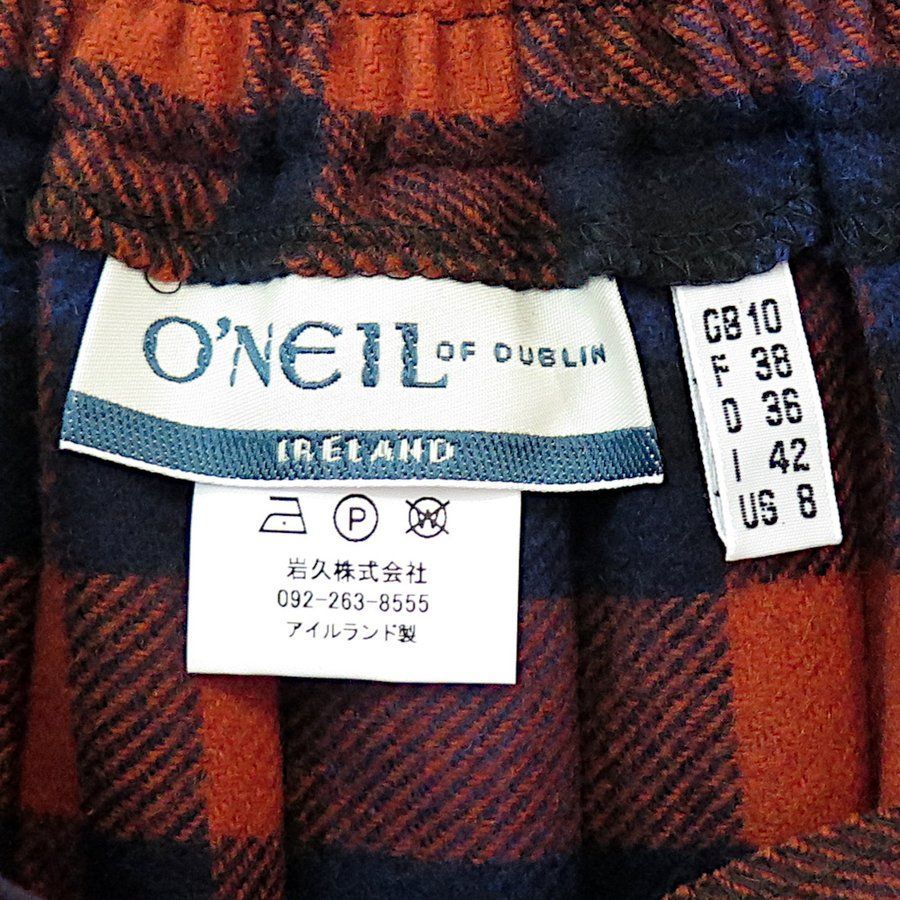 O'NEIL OF DUBLIN
IRELAND
GB 10
F 38
D 36
I 42
US 8
P W
岩久株式会社
092-263-8555
アイルランド製